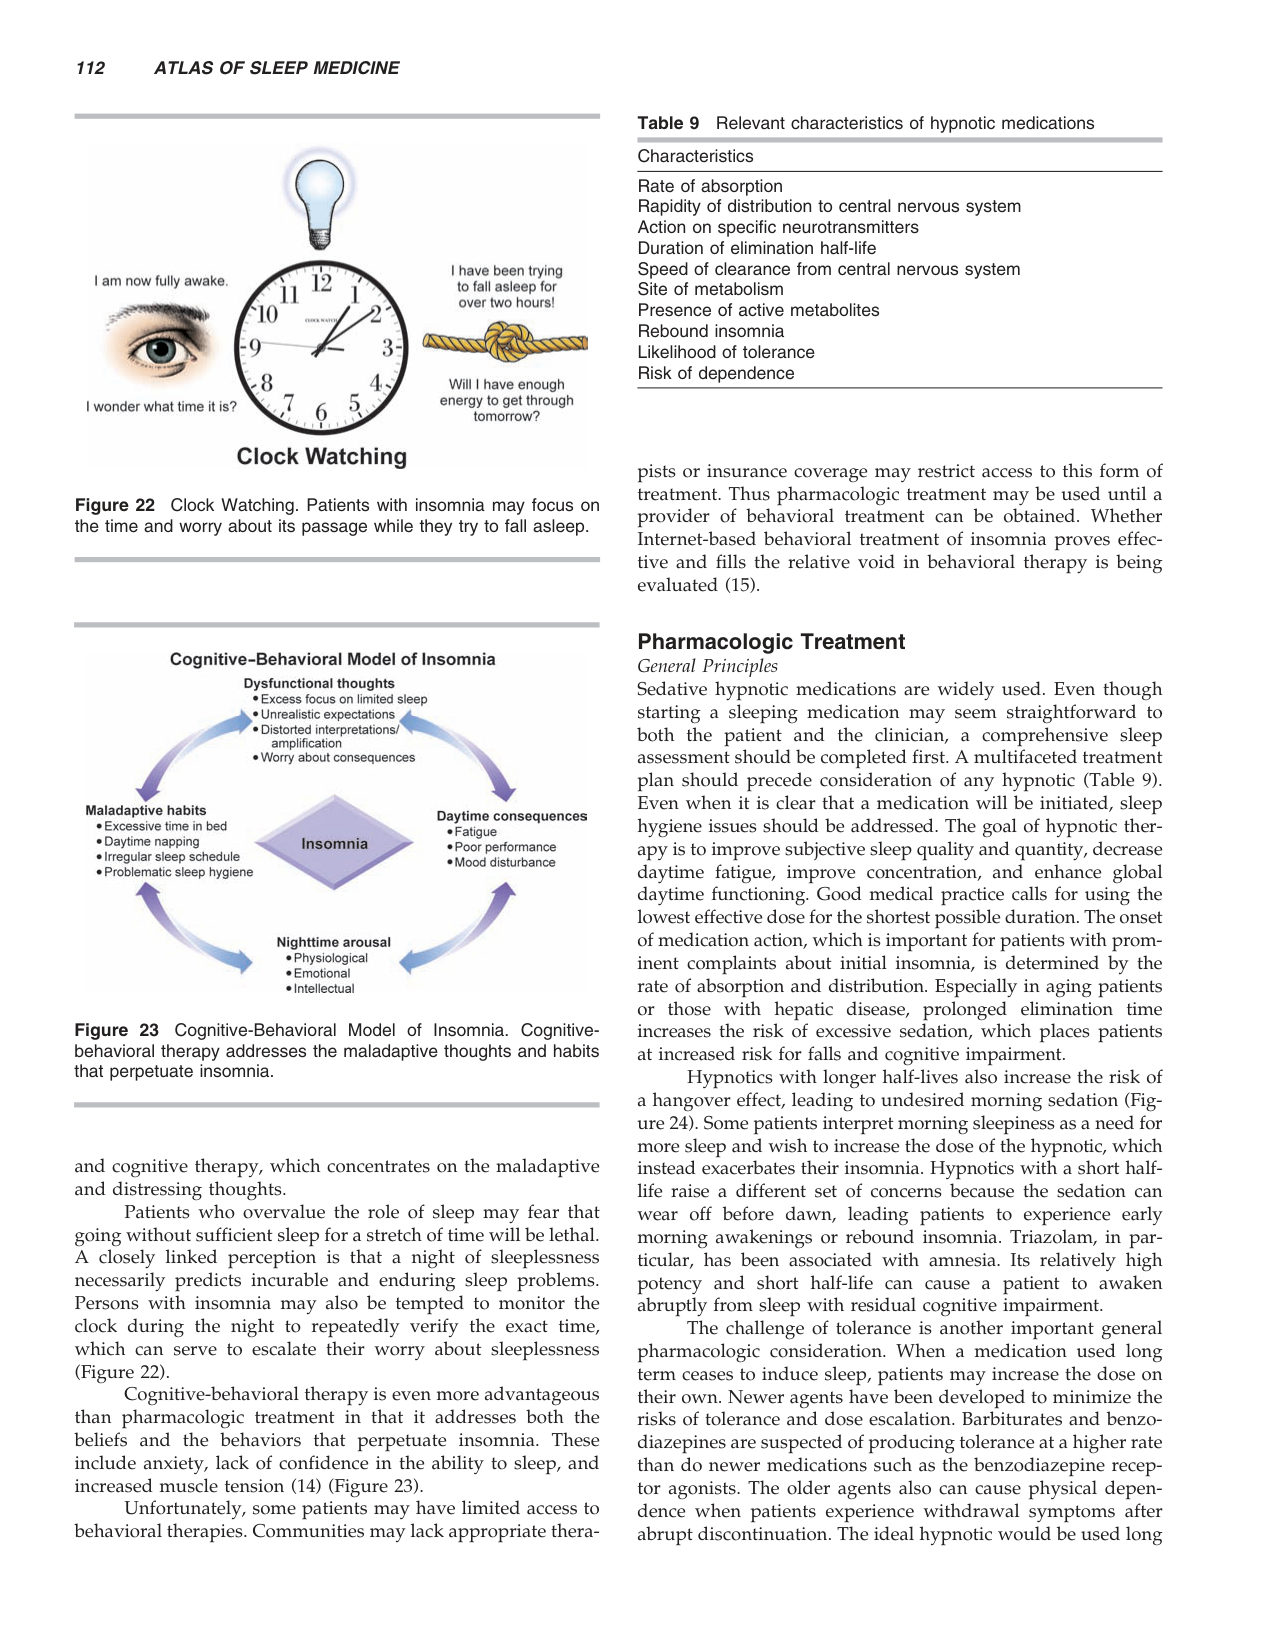 112 ATLAS OF SLEEP MEDICINE
I am now fully awake.
I wonder what time it is?
12
1
2
3
4
5
6
7
8
9
10
11
CLOCK WATCH
I have been trying
to fall asleep for
over two hours!
Will I have enough
energy to get through
tomorrow?
Clock Watching
Figure 22 Clock Watching. Patients with insomnia may focus on
the time and worry about its passage while they try to fall asleep.
Cognitive–Behavioral Model of Insomnia
Dysfunctional thoughts
• Excess focus on limited sleep
• Unrealistic expectations
• Distorted interpretations/
amplification
• Worry about consequences
Maladaptive habits
• Excessive time in bed
• Daytime napping
• Irregular sleep schedule
• Problematic sleep hygiene
Insomnia
Daytime consequences
• Fatigue
• Poor performance
• Mood disturbance
Nighttime arousal
• Physiological
• Emotional
• Intellectual
Figure 23 Cognitive-Behavioral Model of Insomnia. Cognitive-
behavioral therapy addresses the maladaptive thoughts and habits
that perpetuate insomnia.
and cognitive therapy, which concentrates on the maladaptive
and distressing thoughts.
Patients who overvalue the role of sleep may fear that
going without sufficient sleep for a stretch of time will be lethal.
A closely linked perception is that a night of sleeplessness
necessarily predicts incurable and enduring sleep problems.
Persons with insomnia may also be tempted to monitor the
clock during the night to repeatedly verify the exact time,
which can serve to escalate their worry about sleeplessness
(Figure 22).
Cognitive-behavioral therapy is even more advantageous
than pharmacologic treatment in that it addresses both the
beliefs and the behaviors that perpetuate insomnia. These
include anxiety, lack of confidence in the ability to sleep, and
increased muscle tension (14) (Figure 23).
Unfortunately, some patients may have limited access to
behavioral therapies. Communities may lack appropriate thera-
Table 9 Relevant characteristics of hypnotic medications
Characteristics
Rate of absorption
Rapidity of distribution to central nervous system
Action on specific neurotransmitters
Duration of elimination half-life
Speed of clearance from central nervous system
Site of metabolism
Presence of active metabolites
Rebound insomnia
Likelihood of tolerance
Risk of dependence
pists or insurance coverage may restrict access to this form of
treatment. Thus pharmacologic treatment may be used until a
provider of behavioral treatment can be obtained. Whether
Internet-based behavioral treatment of insomnia proves effec-
tive and fills the relative void in behavioral therapy is being
evaluated (15).
Pharmacologic Treatment
General Principles
Sedative hypnotic medications are widely used. Even though
starting a sleeping medication may seem straightforward to
both the patient and the clinician, a comprehensive sleep
assessment should be completed first. A multifaceted treatment
plan should precede consideration of any hypnotic (Table 9).
Even when it is clear that a medication will be initiated, sleep
hygiene issues should be addressed. The goal of hypnotic ther-
apy is to improve subjective sleep quality and quantity, decrease
daytime fatigue, improve concentration, and enhance global
daytime functioning. Good medical practice calls for using the
lowest effective dose for the shortest possible duration. The onset
of medication action, which is important for patients with prom-
inent complaints about initial insomnia, is determined by the
rate of absorption and distribution. Especially in aging patients
or those with hepatic disease, prolonged elimination time
increases the risk of excessive sedation, which places patients
at increased risk for falls and cognitive impairment.
Hypnotics with longer half-lives also increase the risk of
a hangover effect, leading to undesired morning sedation (Fig-
ure 24). Some patients interpret morning sleepiness as a need for
more sleep and wish to increase the dose of the hypnotic, which
instead exacerbates their insomnia. Hypnotics with a short half-
life raise a different set of concerns because the sedation can
wear off before dawn, leading patients to experience early
morning awakenings or rebound insomnia. Triazolam, in par-
ticular, has been associated with amnesia. Its relatively high
potency and short half-life can cause a patient to awaken
abruptly from sleep with residual cognitive impairment.
The challenge of tolerance is another important general
pharmacologic consideration. When a medication used long
term ceases to induce sleep, patients may increase the dose on
their own. Newer agents have been developed to minimize the
risks of tolerance and dose escalation. Barbiturates and benzo-
diazepines are suspected of producing tolerance at a higher rate
than do newer medications such as the benzodiazepine recep-
tor agonists. The older agents also can cause physical depen-
dence when patients experience withdrawal symptoms after
abrupt discontinuation. The ideal hypnotic would be used long